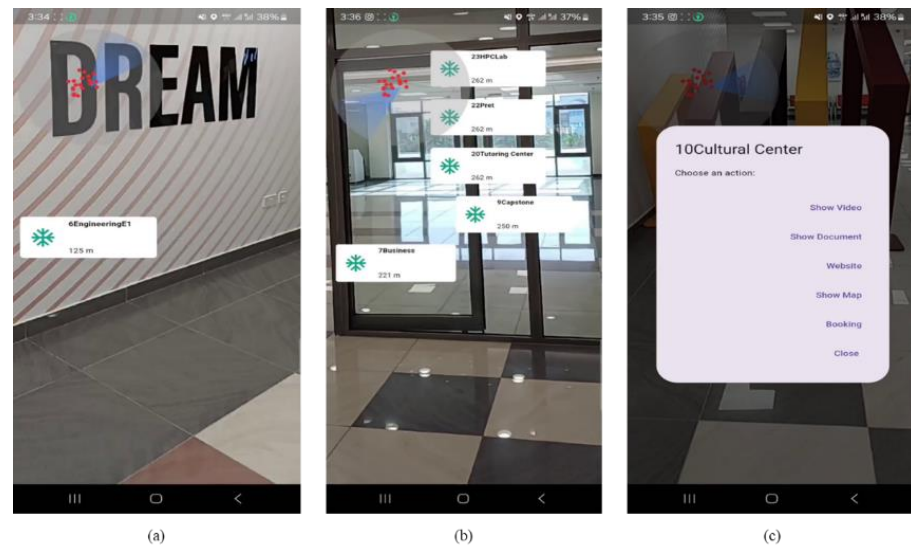 3:34
38%
DREAM
6EngineeringE1
125 m
(a)
3:36
37%
23HPCLab
262 m
22Pret
262 m
20Tutoring Center
262 m
9Capstone
250 m
7Business
221 m
(b)
3:35
38%
10Cultural Center
Choose an action:
Show Video
Show Document
Website
Show Map
Booking
Close
(c)